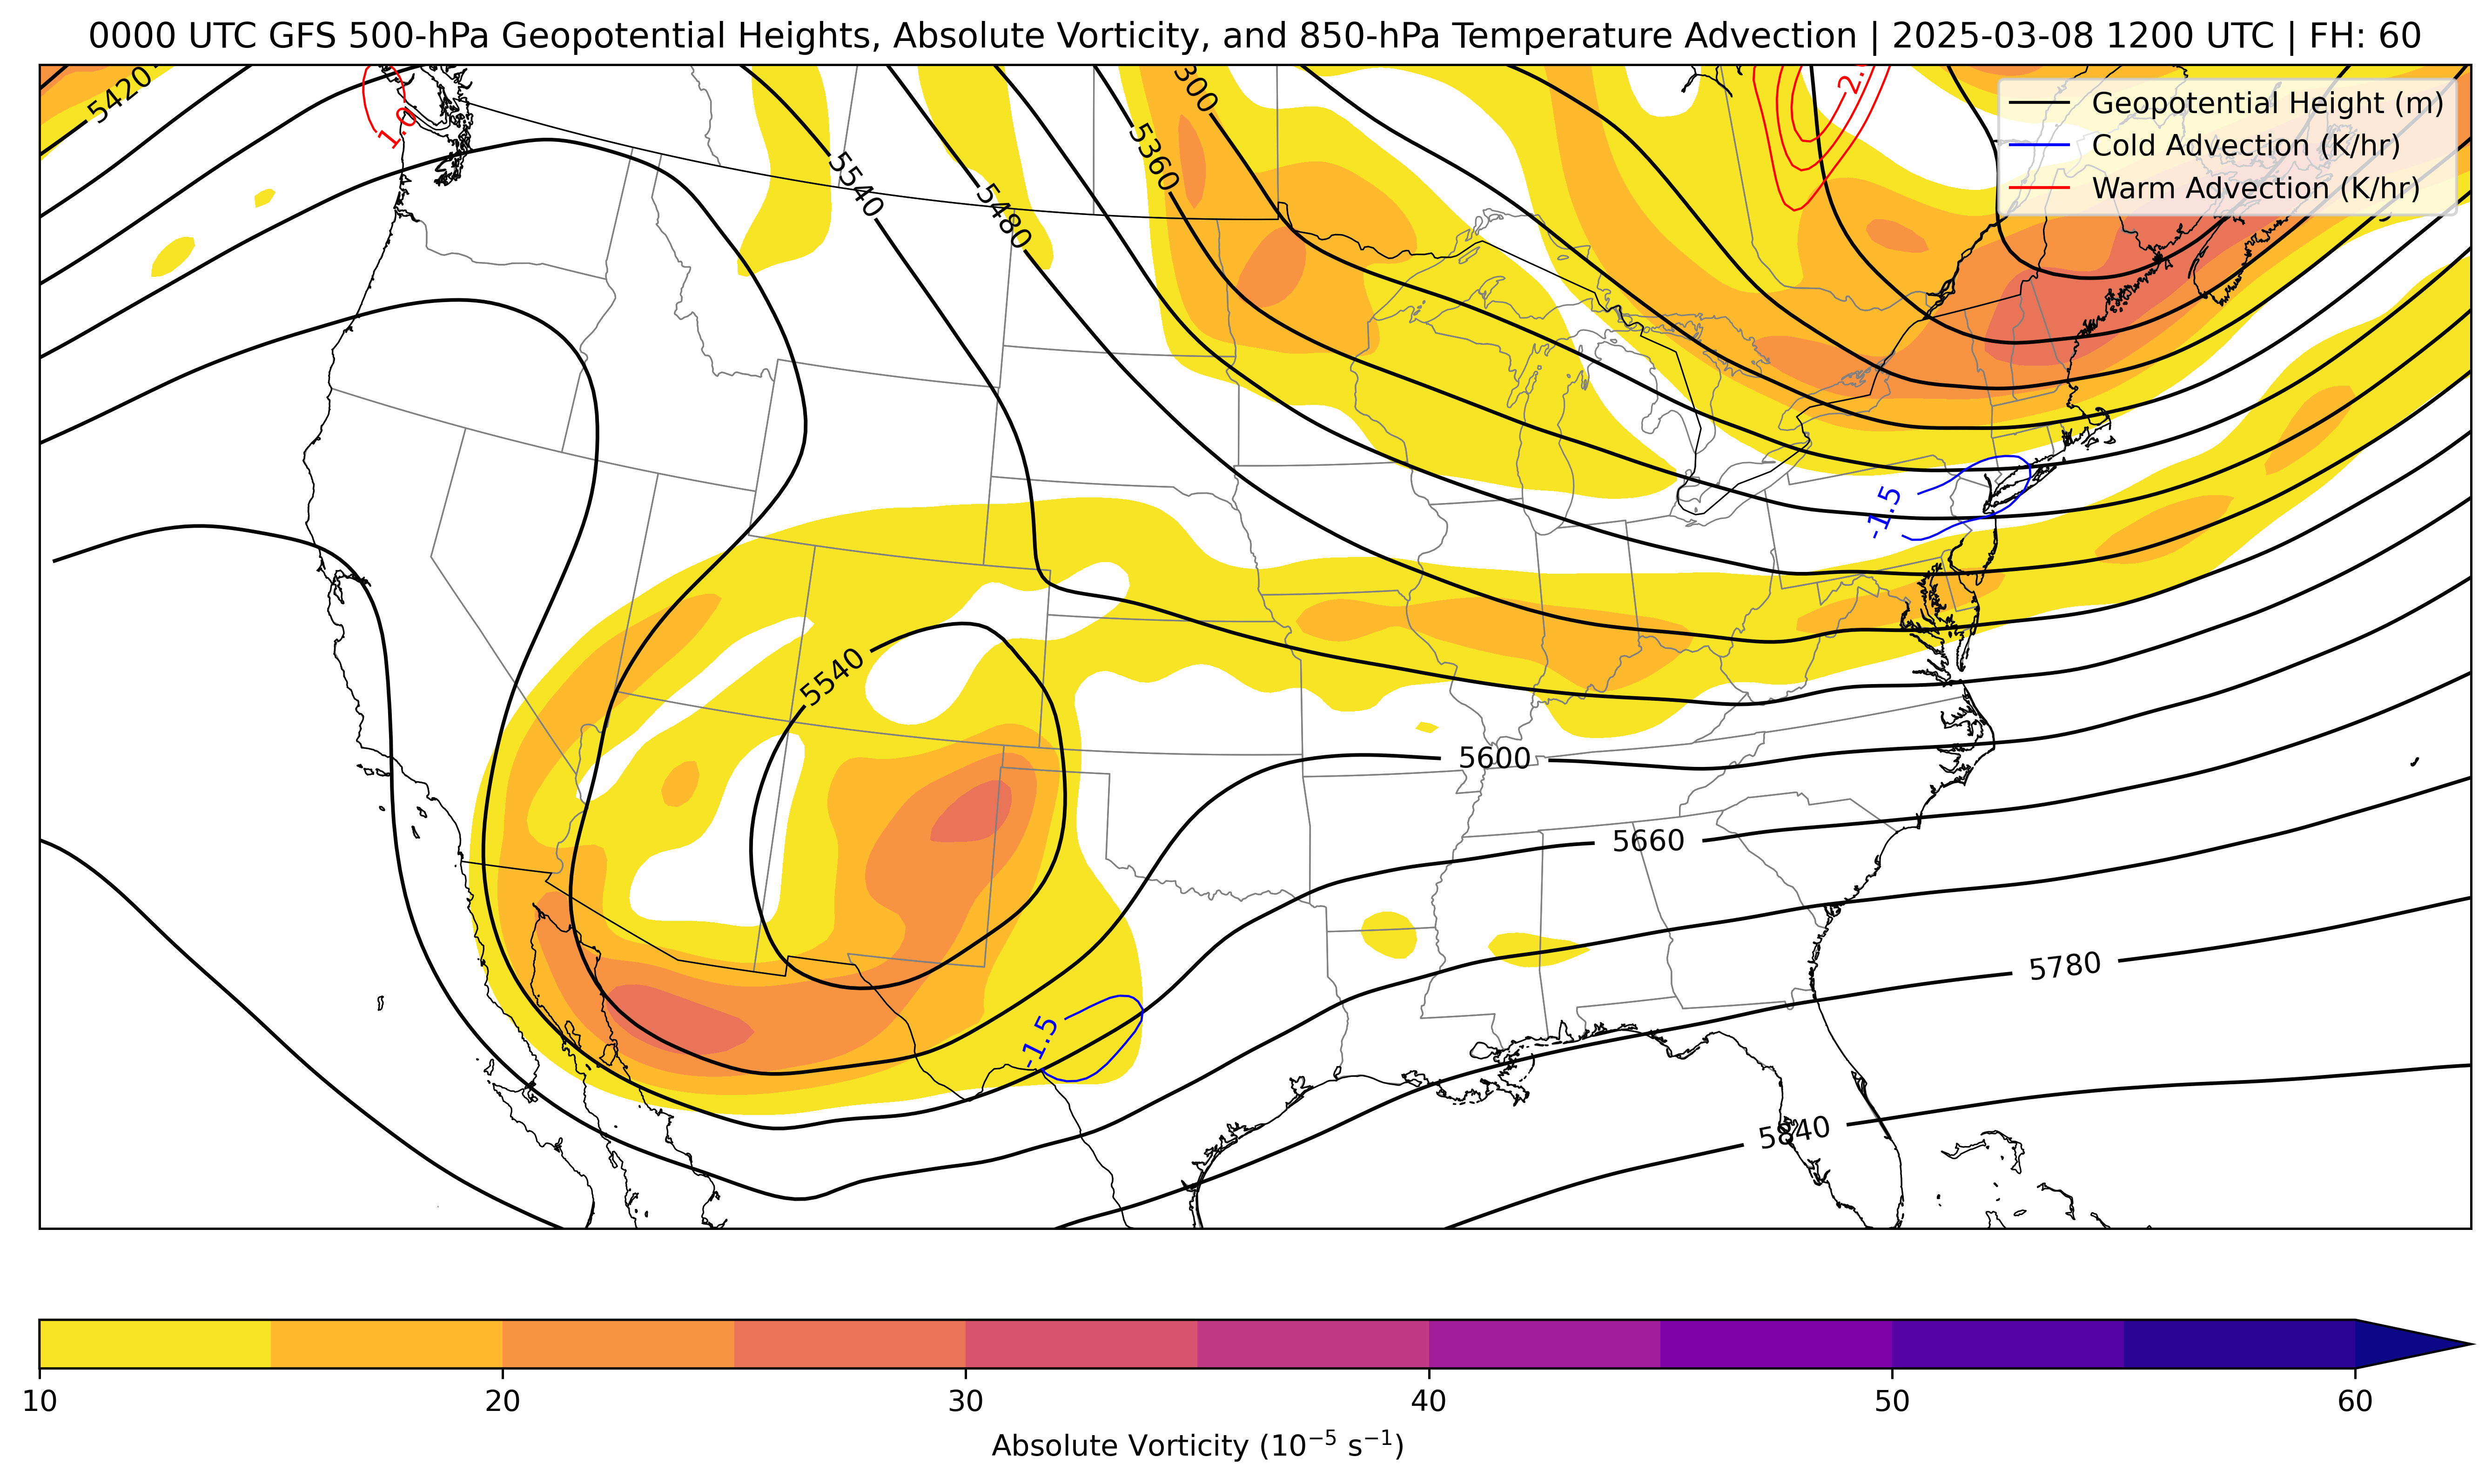 0000 UTC GFS 500-hPa Geopotential Heights, Absolute Vorticity, and 850-hPa Temperature Advection | 2025-03-08 1200 UTC | FH: 60
Geopotential Height (m)
Cold Advection (K/hr)
Warm Advection (K/hr)
5420
1.0
5540
5480
5360
300
-1.5
5540
5600
5660
5780
-1.5
5840
10 20 30 40 50 60
Absolute Vorticity (10⁻⁵ s⁻¹)